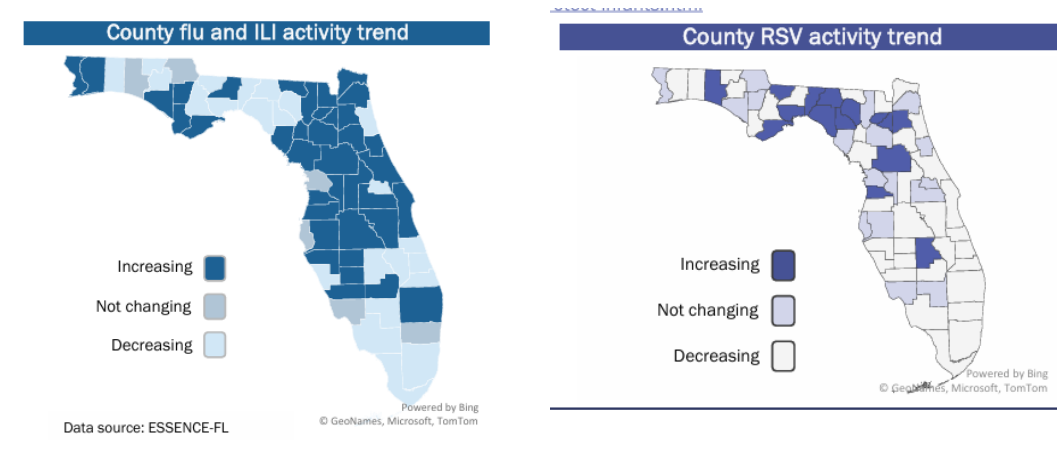 County flu and ILI activity trend
Increasing
Not changing
Decreasing
Powered by Bing
© GeoNames, Microsoft, TomTom
Data source: ESSENCE-FL
County RSV activity trend
Increasing
Not changing
Decreasing
Powered by Bing
© GeoNames, Microsoft, TomTom